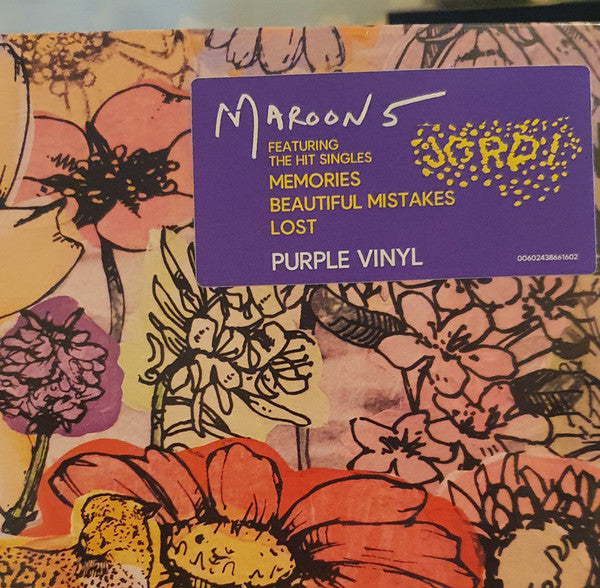 MAROON 5
FEATURING
THE HIT SINGLES
JORDI
MEMORIES
BEAUTIFUL MISTAKES
LOST
PURPLE VINYL
00602438661602